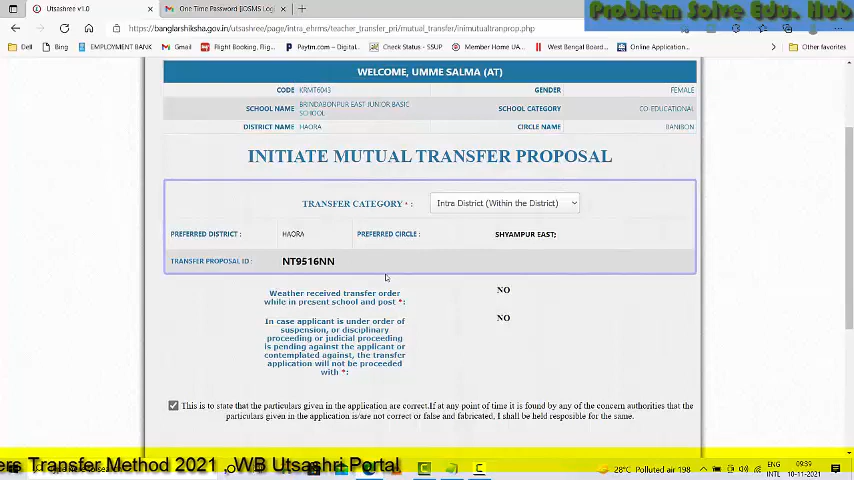 Utsashree v1.0
One Time Password [iOSMS Logi
Problem Solve Edu. Hub
https://banglarshiksha.gov.in/utsashree/page/intra_ehrms/teacher_transfer_pri/mutual_transfer/inimutualtranprop.php
Dell
EMPLOYMENT BANK
Gmail
Flight Booking, Flig...
Paytm.com – Digital...
Check Status - SSUP
Member Home UA...
West Bengal Board...
Online Application...
Other favorites
WELCOME, UMME SALMA (AT)
CODE KRMT6043 GENDER FEMALE
SCHOOL NAME BRINDABONPUR EAST JUNIOR BASIC SCHOOL SCHOOL CATEGORY CO-EDUCATIONAL
DISTRICT NAME HAORA CIRCLE NAME BANIBON
INITIATE MUTUAL TRANSFER PROPOSAL
TRANSFER CATEGORY * : Intra District (Within the District)
PREFERRED DISTRICT : HAORA PREFERRED CIRCLE : SHYAMPUR EAST;
TRANSFER PROPOSAL ID : NT9516NN
Weather received transfer order NO
while in present school and post *:
In case applicant is under order of NO
suspension, or disciplinary
proceeding or judicial proceeding
is pending against the applicant or
contemplated against, the transfer
application will not be proceeded
with *:
This is to state that the particulars given in the application are correct.If at any point of time it is found by any of the concern authorities that the
particulars given in the application is/are not correct or false and fabricated, I shall be held resposible for the same.
ers Transfer Method 2021 WB Utsashri Portal
28°C Polluted air 198
ENG
INTL
09:39
10-11-2021